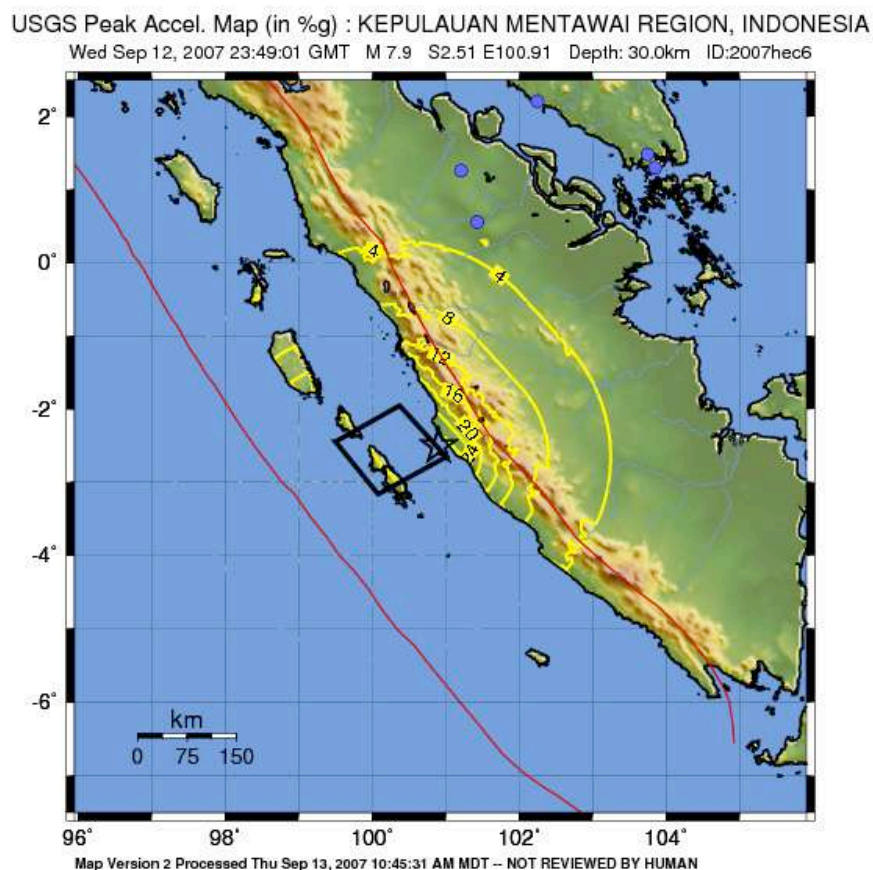 USGS Peak Accel. Map (in %g) : KEPULAUAN MENTAWAI REGION, INDONESIA
Wed Sep 12, 2007 23:49:01 GMT M 7.9 S2.51 E100.91 Depth: 30.0km ID:2007hec6
2°
0°
-2°
-4°
-6°
4
4
8
12
16
20
24
km
0 75 150
96° 98° 100° 102° 104°
Map Version 2 Processed Thu Sep 13, 2007 10:45:31 AM MDT -- NOT REVIEWED BY HUMAN